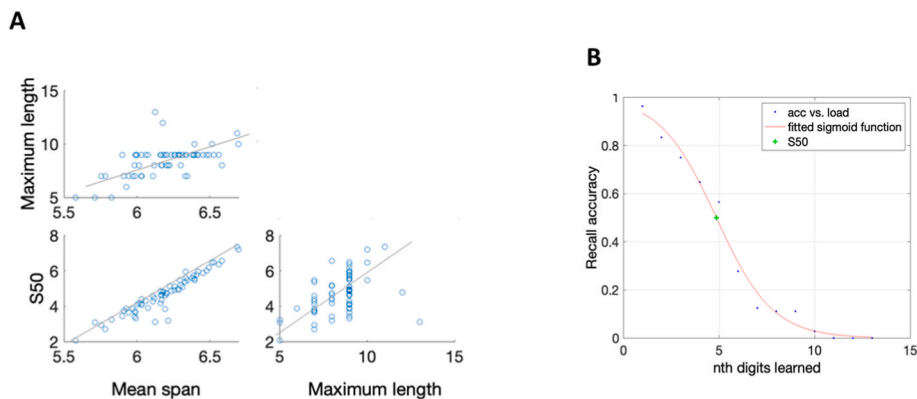 A
15
10
5
5.5 6 6.5
Maximum length
8
6
4
2
5.5 6 6.5
S50
Mean span
8
6
4
2
5 10 15
Maximum length
B
1
0.8
0.6
0.4
0.2
0
0 5 10 15
Recall accuracy
nth digits learned
acc vs. load
fitted sigmoid function
S50